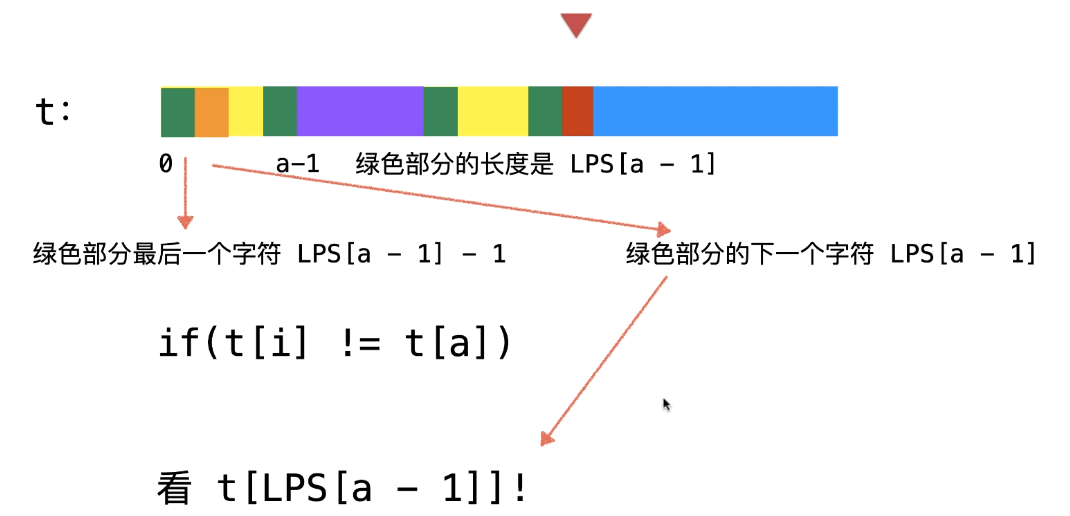 t:
0 a-1 绿色部分的长度是 LPS[a - 1]
绿色部分最后一个字符 LPS[a - 1] - 1
绿色部分的下一个字符 LPS[a - 1]
if(t[i] != t[a])
看 t[LPS[a - 1]]!